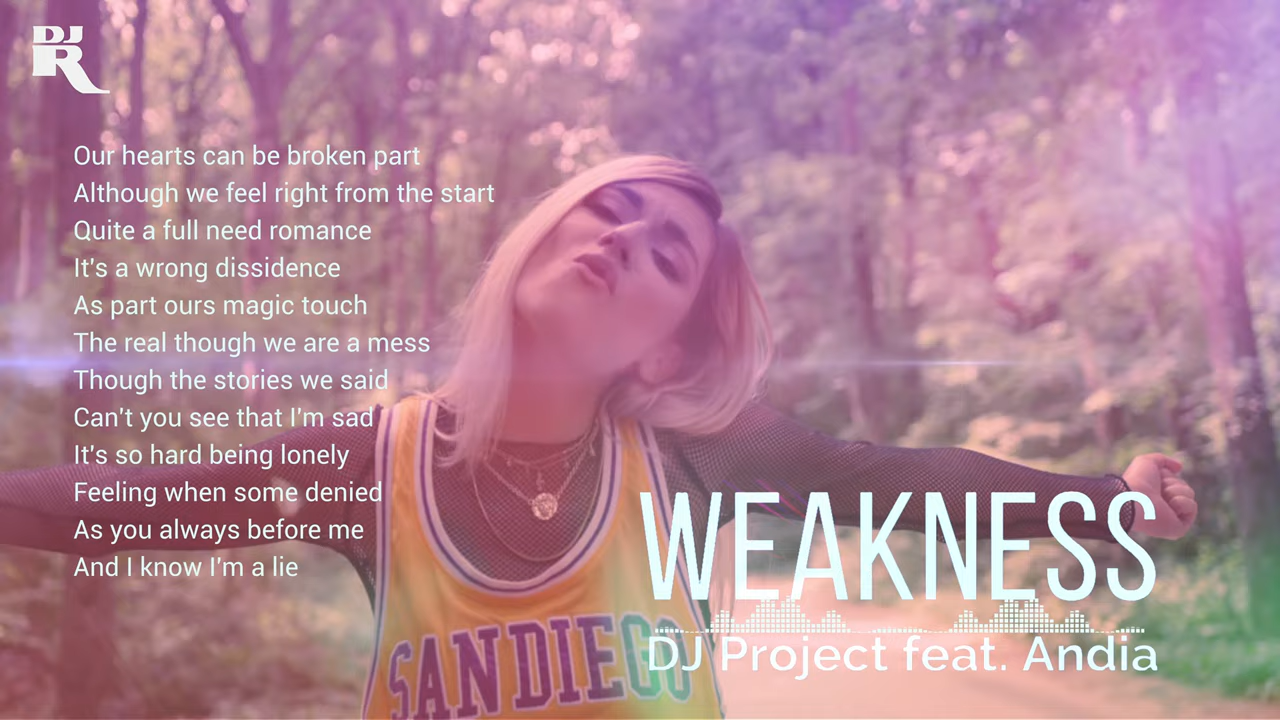 DJ
R
Our hearts can be broken part
Although we feel right from the start
Quite a full need romance
It's a wrong dissidence
As part ours magic touch
The real though we are a mess
Though the stories we said
Can't you see that I'm sad
It's so hard being lonely
Feeling when some denied
As you always before me
And I know I'm a lie
WEAKNESS
DJ Project feat. Andia
SAN DIEGO